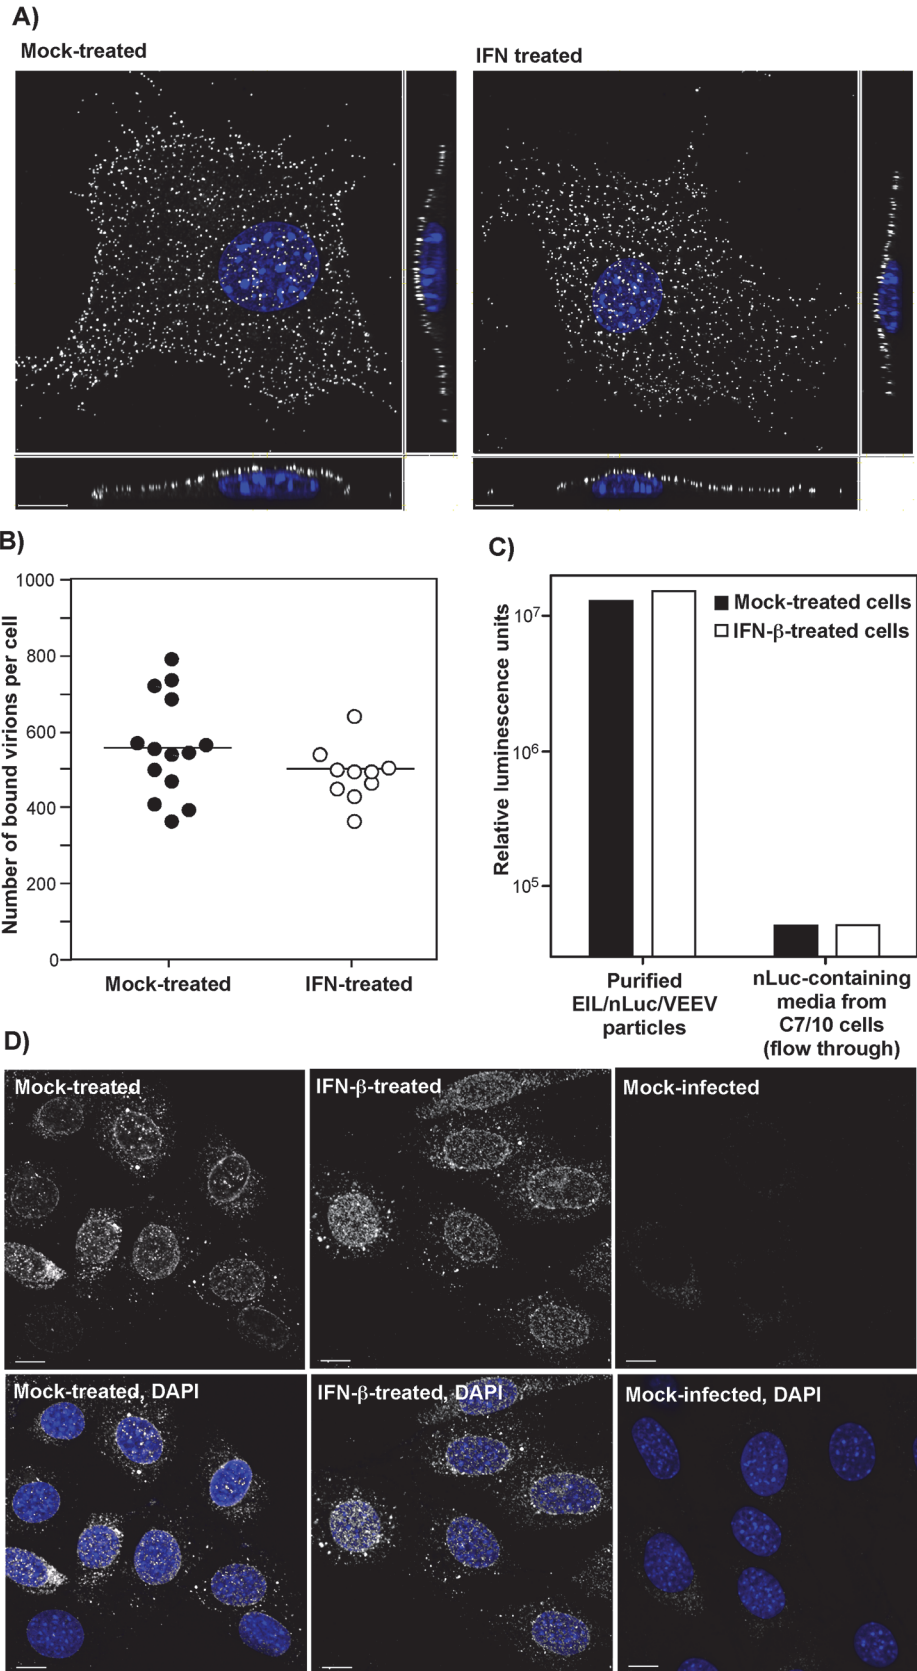 A)
Mock-treated
IFN treated
B)
Number of bound virions per cell
1000
800
600
400
200
0
Mock-treated
IFN-treated
C)
Relative luminescence units
10⁷
10⁶
10⁵
Mock-treated cells
IFN-β-treated cells
Purified
EIL/nLuc/VEEV
particles
nLuc-containing
media from
C7/10 cells
(flow through)
D)
Mock-treated
IFN-β-treated
Mock-infected
Mock-treated, DAPI
IFN-β-treated, DAPI
Mock-infected, DAPI